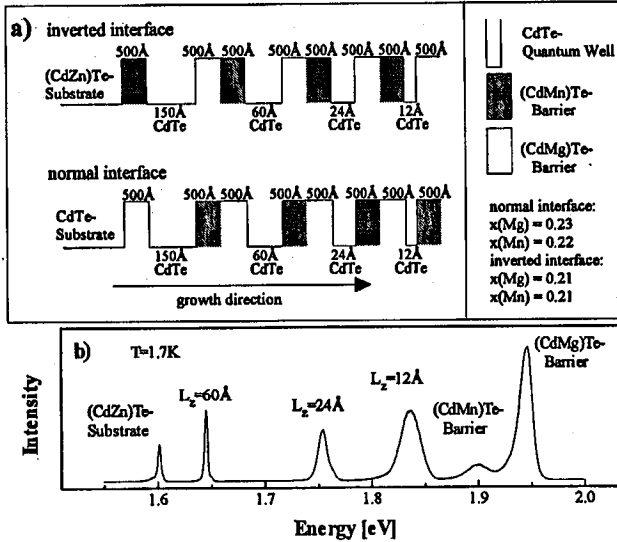 a)
inverted interface
500Å 500Å 500Å 500Å 500Å 500Å 500Å 500Å
(CdZn)Te-
Substrate
150Å 60Å 24Å 12Å
CdTe CdTe CdTe CdTe
normal interface
500Å 500Å 500Å 500Å 500Å 500Å 500Å 500Å
CdTe-
Substrate
150Å 60Å 24Å 12Å
CdTe CdTe CdTe CdTe
growth direction
CdTe-
Quantum Well
(CdMn)Te-
Barrier
(CdMg)Te-
Barrier
normal interface:
x(Mg) = 0.23
x(Mn) = 0.22
inverted interface:
x(Mg) = 0.21
x(Mn) = 0.21
b)
T=1.7K
(CdZn)Te-
Substrate
L_z=60Å
L_z=24Å
L_z=12Å
(CdMn)Te-
Barrier
(CdMg)Te-
Barrier
Intensity
1.6 1.7 1.8 1.9 2.0
Energy [eV]